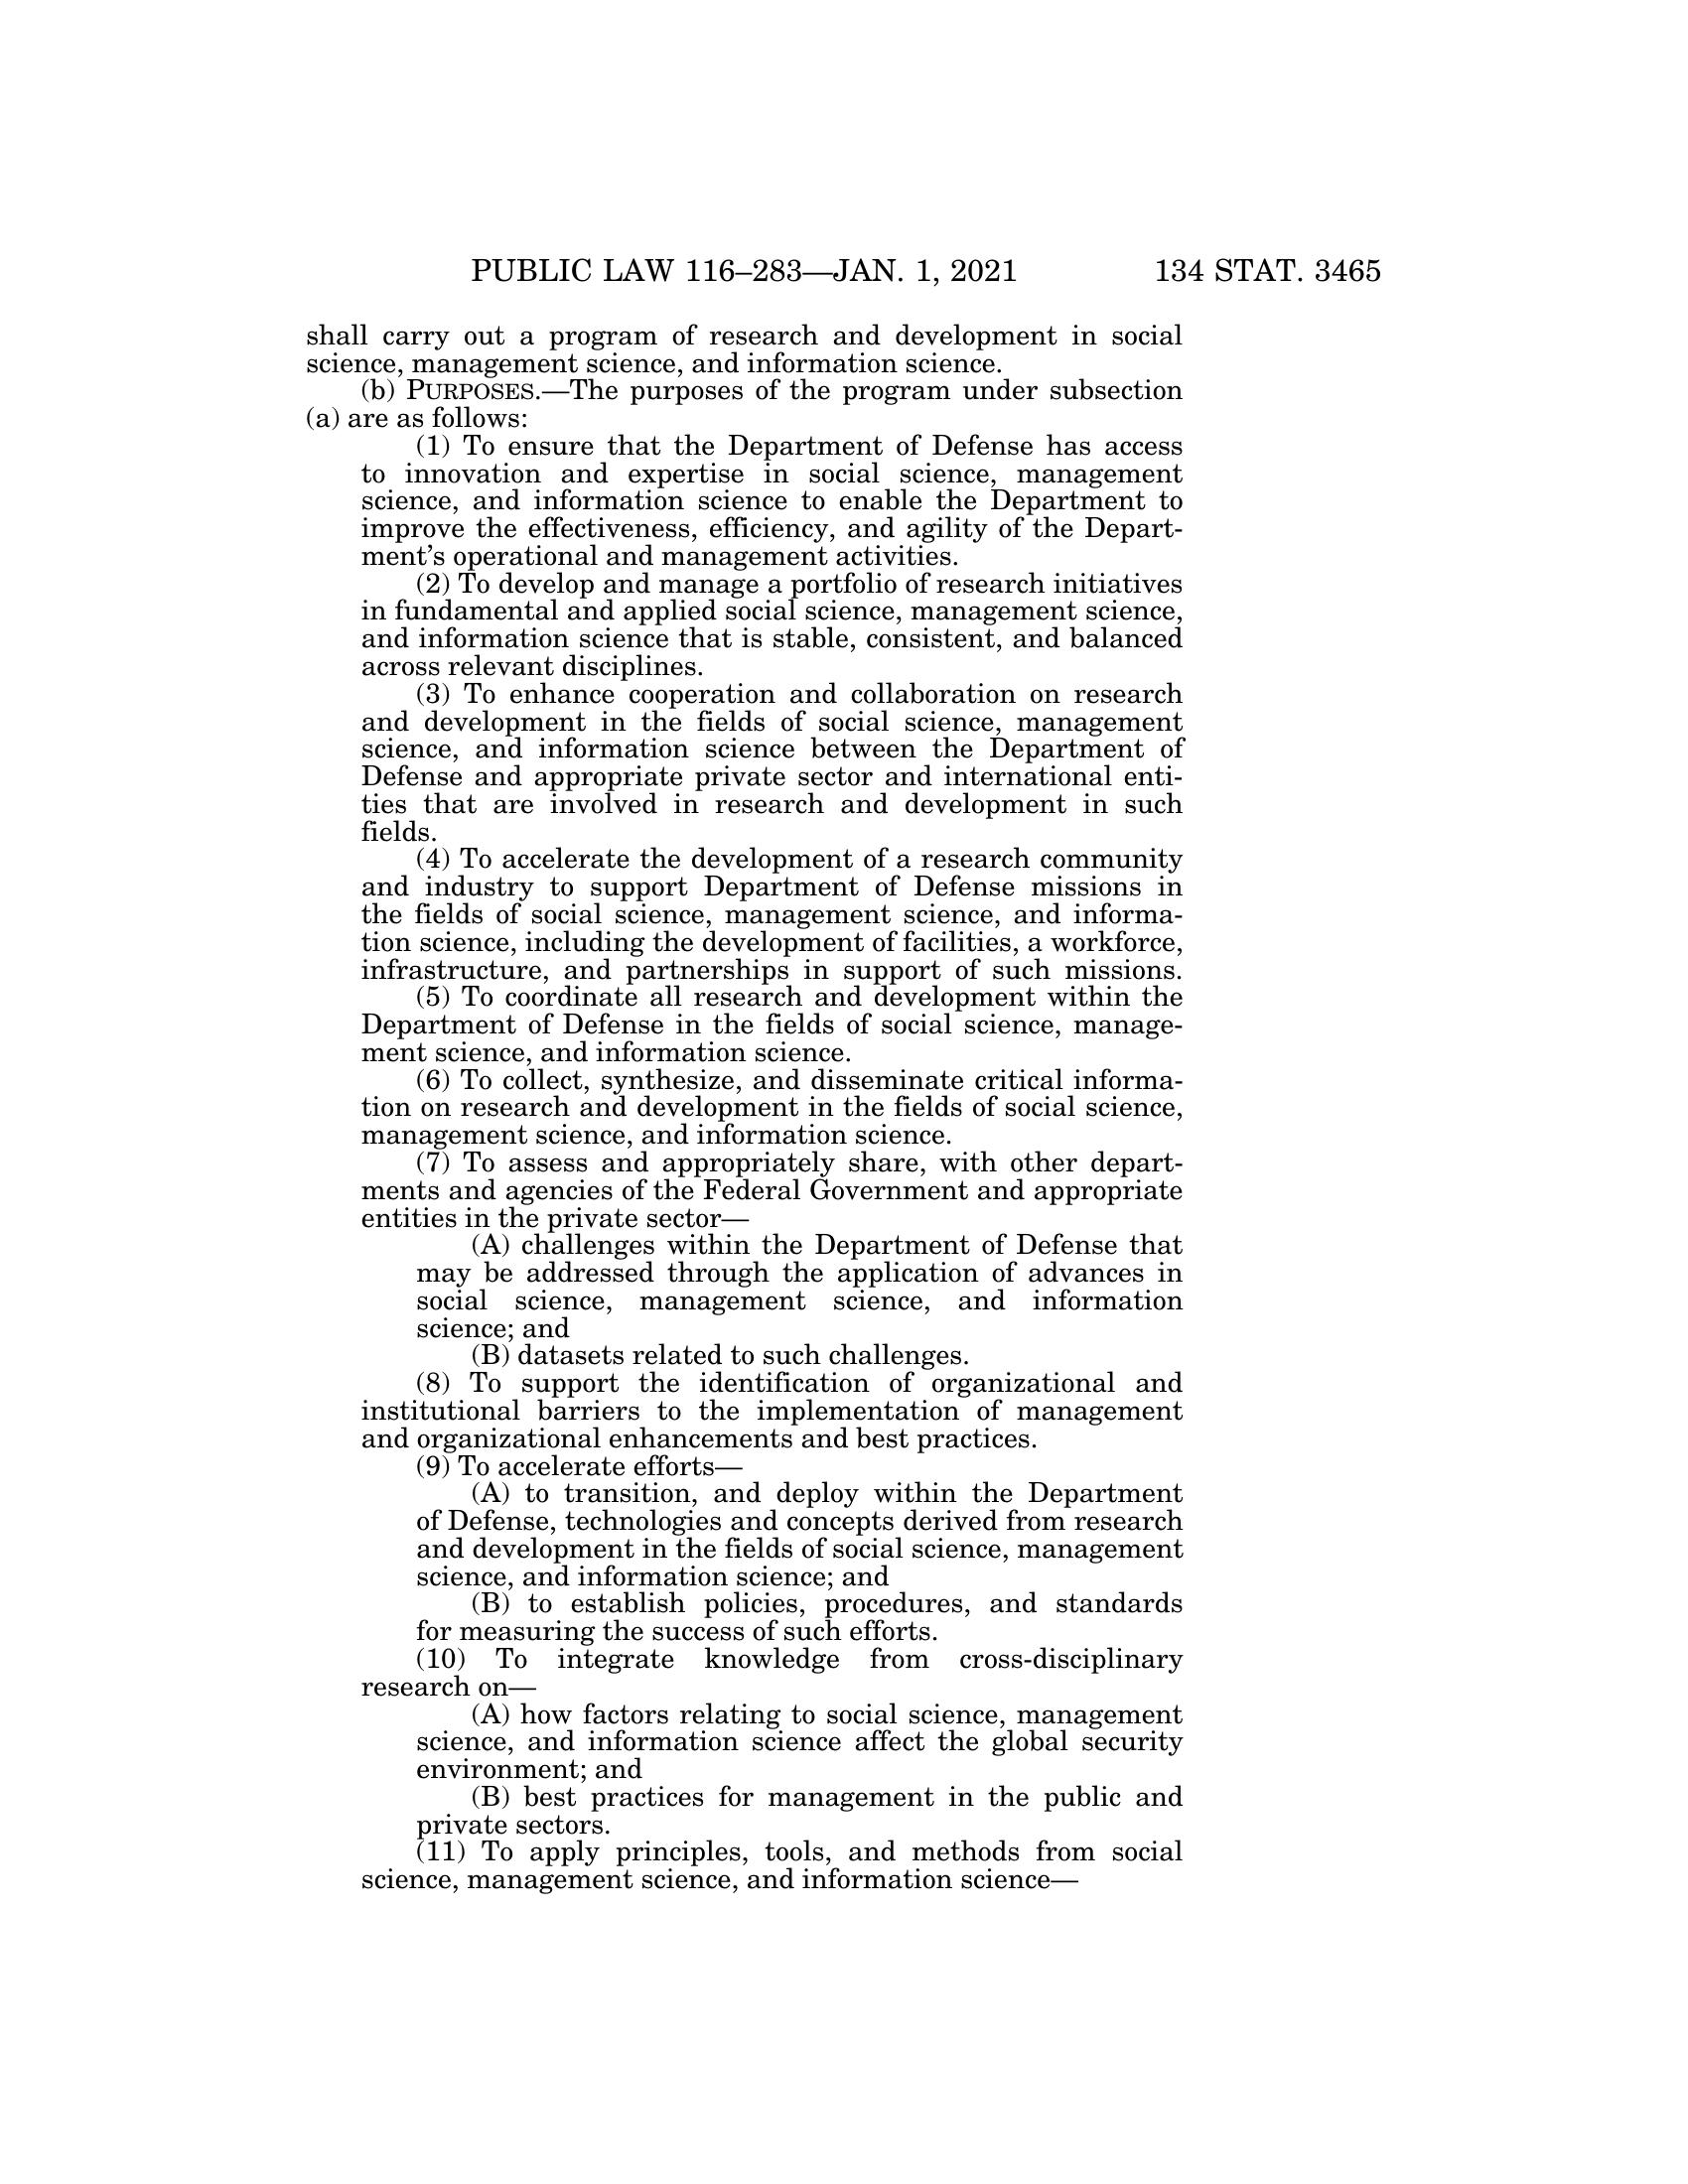 PUBLIC LAW 116–283—JAN. 1, 2021 134 STAT. 3465
shall carry out a program of research and development in social
science, management science, and information science.
(b) PURPOSES.—The purposes of the program under subsection
(a) are as follows:
(1) To ensure that the Department of Defense has access
to innovation and expertise in social science, management
science, and information science to enable the Department to
improve the effectiveness, efficiency, and agility of the Depart-
ment's operational and management activities.
(2) To develop and manage a portfolio of research initiatives
in fundamental and applied social science, management science,
and information science that is stable, consistent, and balanced
across relevant disciplines.
(3) To enhance cooperation and collaboration on research
and development in the fields of social science, management
science, and information science between the Department of
Defense and appropriate private sector and international enti-
ties that are involved in research and development in such
fields.
(4) To accelerate the development of a research community
and industry to support Department of Defense missions in
the fields of social science, management science, and informa-
tion science, including the development of facilities, a workforce,
infrastructure, and partnerships in support of such missions.
(5) To coordinate all research and development within the
Department of Defense in the fields of social science, manage-
ment science, and information science.
(6) To collect, synthesize, and disseminate critical informa-
tion on research and development in the fields of social science,
management science, and information science.
(7) To assess and appropriately share, with other depart-
ments and agencies of the Federal Government and appropriate
entities in the private sector—
(A) challenges within the Department of Defense that
may be addressed through the application of advances in
social science, management science, and information
science; and
(B) datasets related to such challenges.
(8) To support the identification of organizational and
institutional barriers to the implementation of management
and organizational enhancements and best practices.
(9) To accelerate efforts—
(A) to transition, and deploy within the Department
of Defense, technologies and concepts derived from research
and development in the fields of social science, management
science, and information science; and
(B) to establish policies, procedures, and standards
for measuring the success of such efforts.
(10) To integrate knowledge from cross-disciplinary
research on—
(A) how factors relating to social science, management
science, and information science affect the global security
environment; and
(B) best practices for management in the public and
private sectors.
(11) To apply principles, tools, and methods from social
science, management science, and information science—